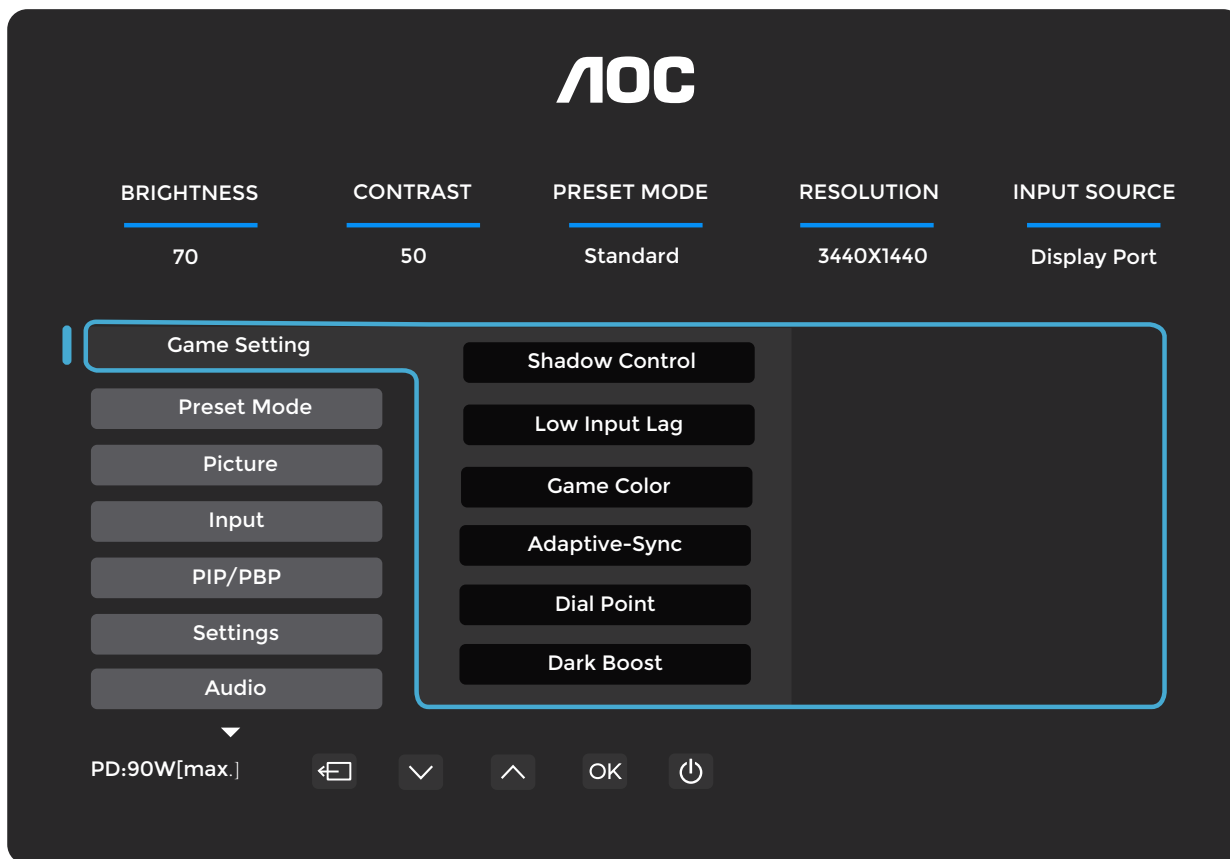 AOC
BRIGHTNESS CONTRAST PRESET MODE RESOLUTION INPUT SOURCE
70 50 Standard 3440X1440 Display Port
Game Setting
Preset Mode
Picture
Input
PIP/PBP
Settings
Audio
Shadow Control
Low Input Lag
Game Color
Adaptive-Sync
Dial Point
Dark Boost
PD:90W[max.]
OK